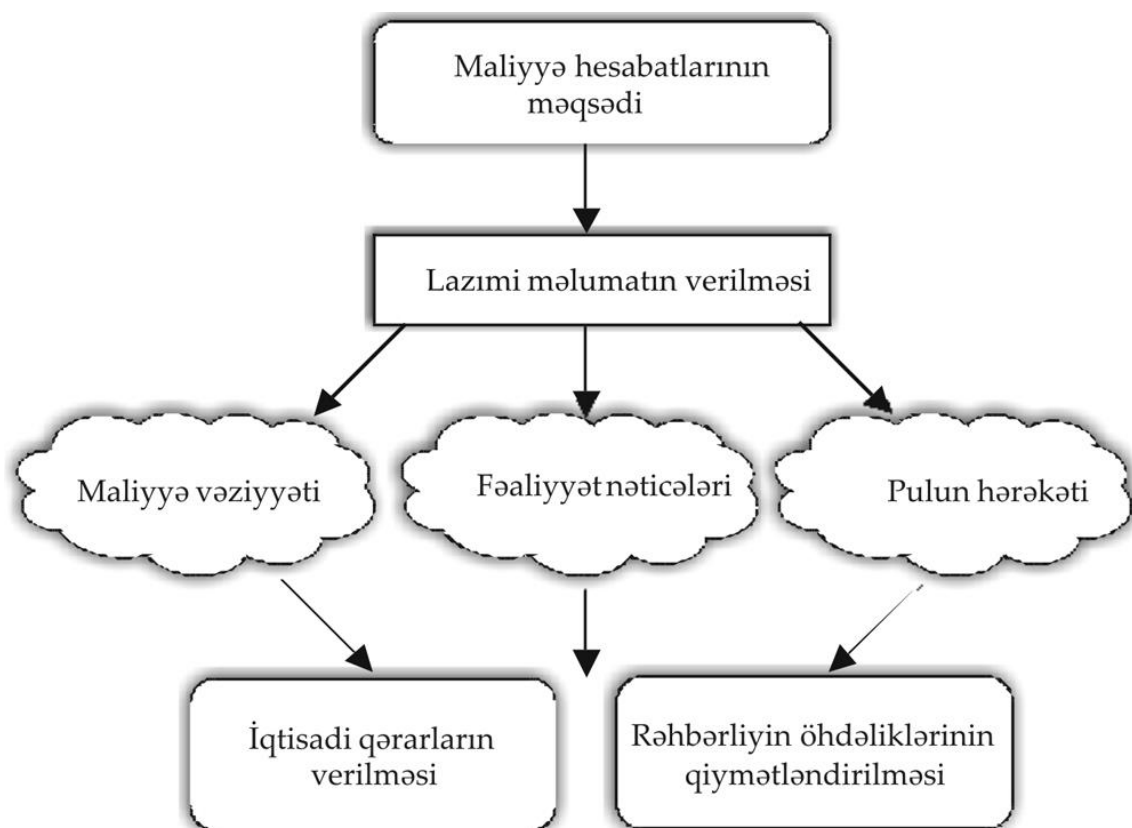 Maliyyə hesabatlarının
məqsədi
Lazımi məlumatın verilməsi
Maliyyə vəziyyəti
Fəaliyyət nəticələri
Pulun hərəkəti
İqtisadi qərarların
verilməsi
Rəhbərliyin öhdəliklərinin
qiymətləndirilməsi